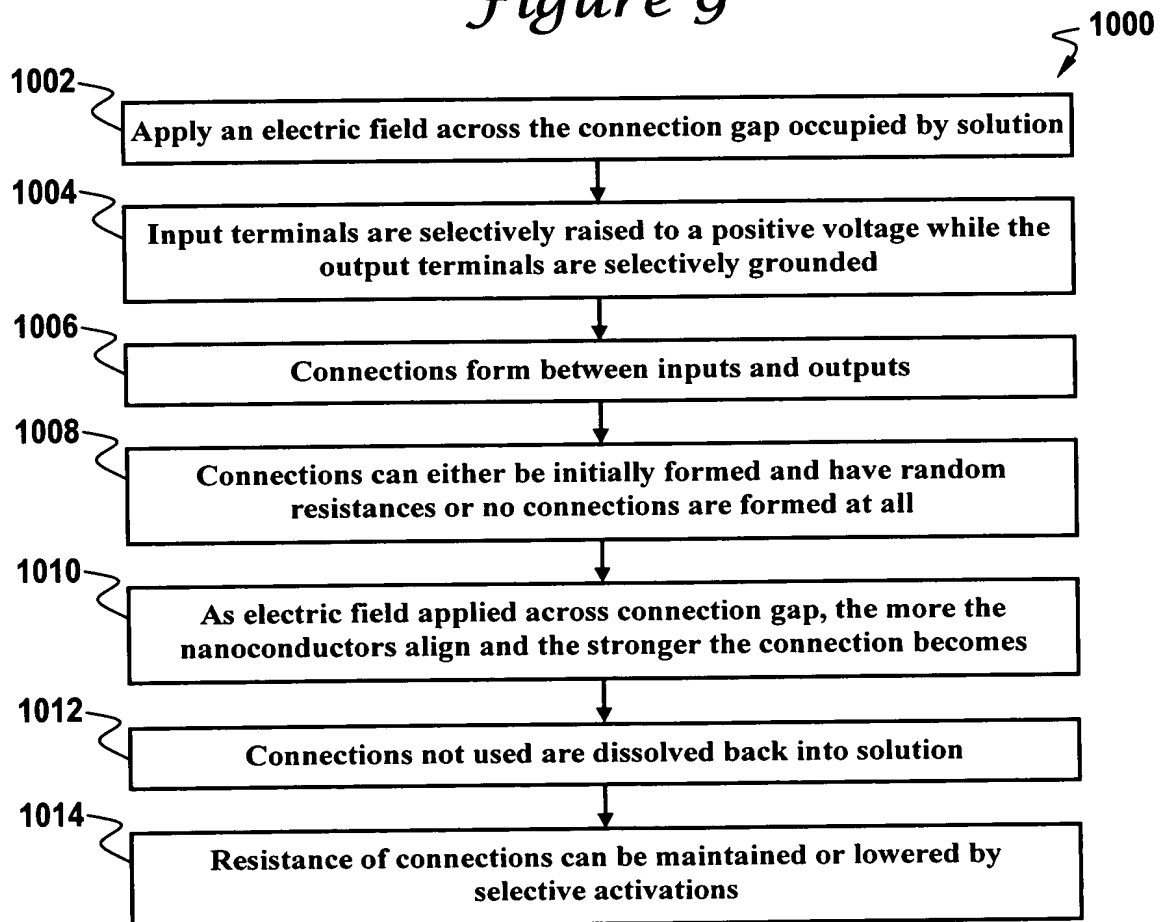 Figure 9
1000
1002
Apply an electric field across the connection gap occupied by solution
1004
Input terminals are selectively raised to a positive voltage while the
output terminals are selectively grounded
1006
Connections form between inputs and outputs
1008
Connections can either be initially formed and have random
resistances or no connections are formed at all
1010
As electric field applied across connection gap, the more the
nanoconductors align and the stronger the connection becomes
1012
Connections not used are dissolved back into solution
1014
Resistance of connections can be maintained or lowered by
selective activations